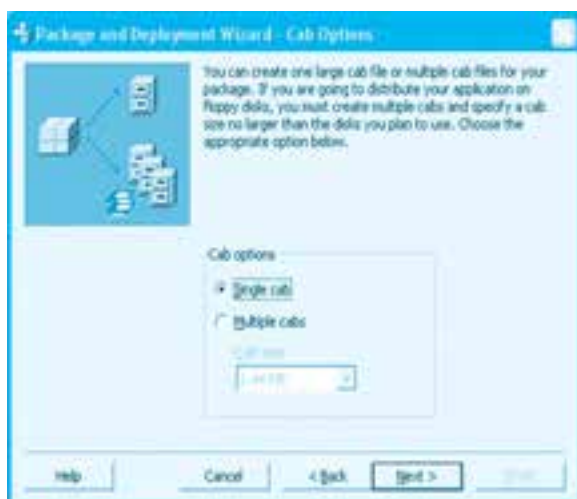 Package and Deployment Wizard - Cab Options
You can create one large cab file or multiple cab files for your
package. If you are going to distribute your application on
floppy disks, you must create multiple cabs and specify a cab
size no larger than the disks you plan to use. Choose the
appropriate option below.
Cab options
Single cab
Multiple cabs
Cab size
Help
Cancel
< Back
Next >